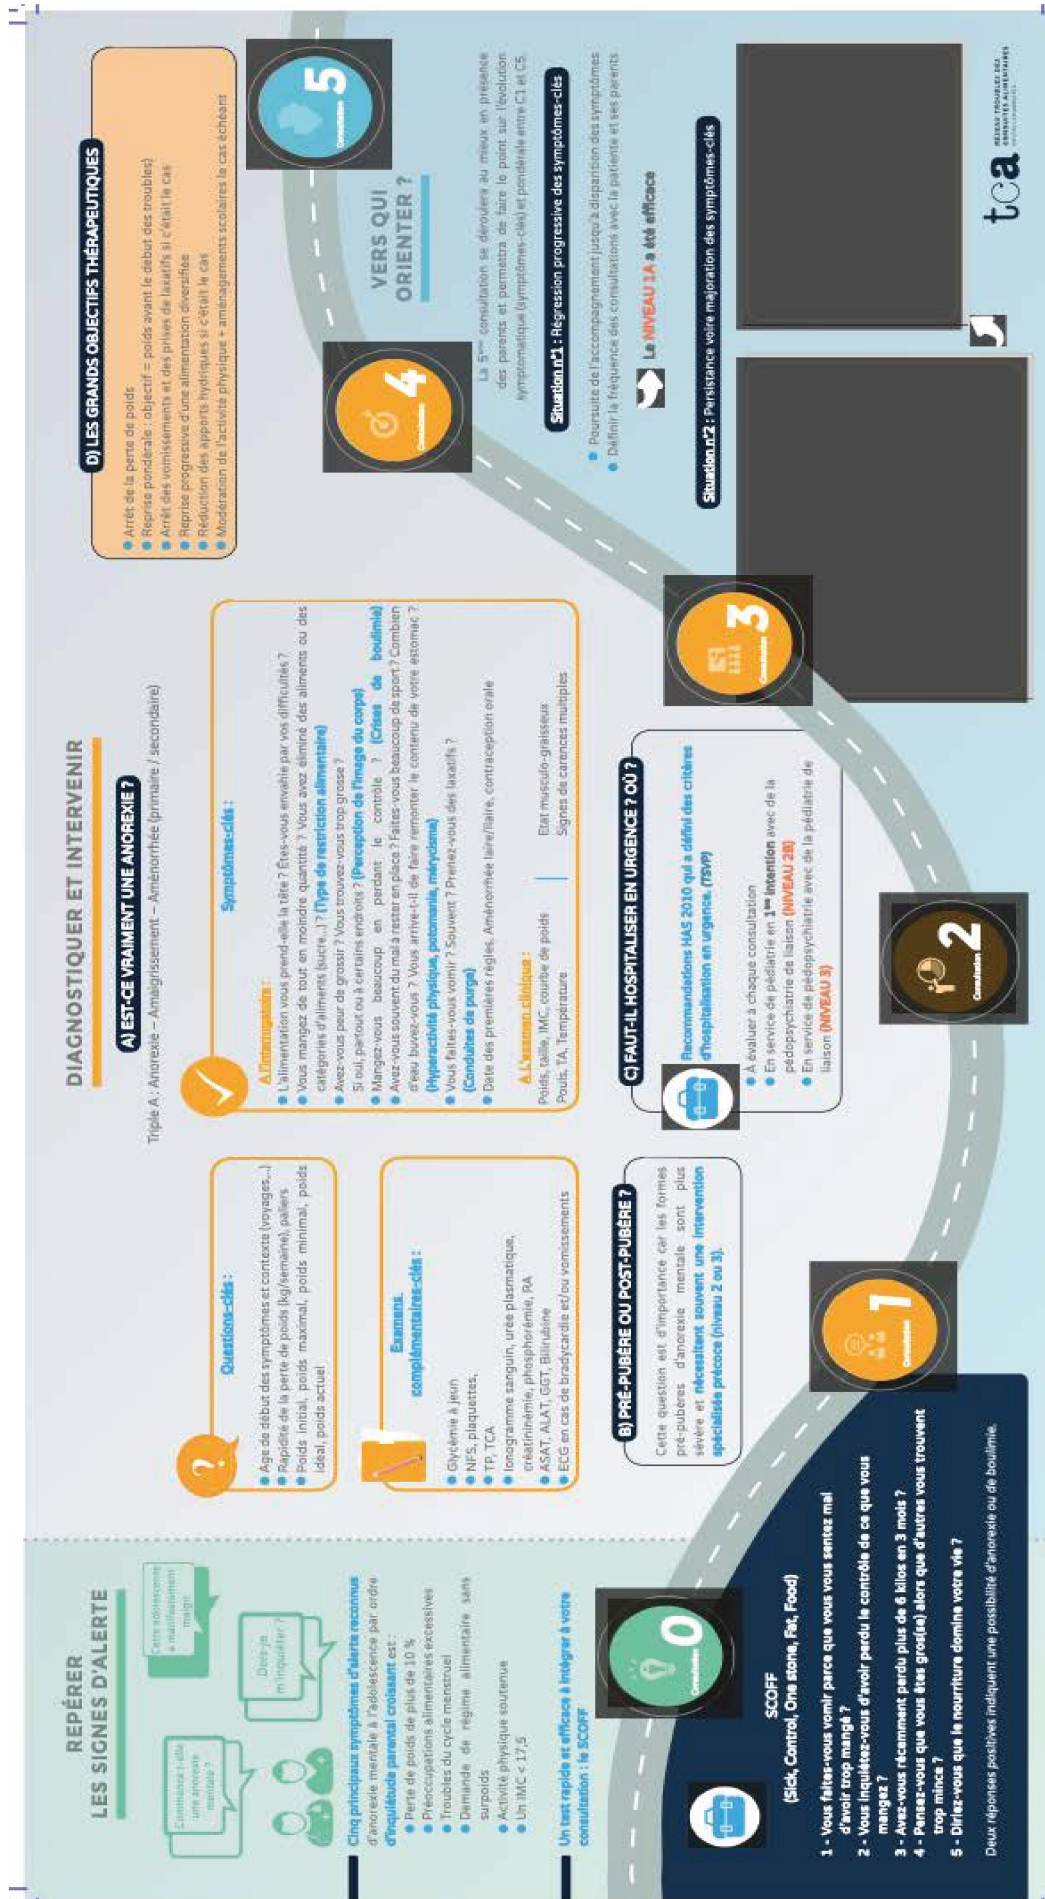 REPÉRER
LES SIGNES D'ALERTE
Commence-t-elle
une anorexie
mentale ?
Cette adolescente
a manifestement
maigri
Dois-je
m'inquiéter ?
Cinq principaux symptômes d'alerte reconnus
d'anorexie mentale à l'adolescence par ordre
d'inquiétude parental croissant est :
Perte de poids de plus de 10 %
Préoccupations alimentaires excessives
Troubles du cycle menstruel
Demande de régime alimentaire sans
surpoids
Activité physique soutenue
Un IMC < 17,5
Un test rapide et efficace à intégrer à votre
consultation : le SCOFF
Consultation
0
SCOFF
(Sick, Control, One stone, Fat, Food)
1 - Vous faites-vous vomir parce que vous vous sentez mal
d'avoir trop mangé ?
2 - Vous inquiétez-vous d'avoir perdu le contrôle de ce que vous
mangez ?
3 - Avez-vous récemment perdu plus de 6 kilos en 3 mois ?
4 - Pensez-vous que vous êtes gros(se) alors que d'autres vous trouvent
trop mince ?
5 - Diriez-vous que le nourriture domine votre vie ?
Deux réponses positives indiquent une possibilité d'anorexie ou de boulimie.
DIAGNOSTIQUER ET INTERVENIR
A) EST-CE VRAIMENT UNE ANOREXIE ?
Triple A : Anorexie – Amaigrissement – Aménorrhée (primaire / secondaire)
?
Questions-clés :
Age de début des symptômes et contexte (voyages,..)
Rapidité de la perte de poids (kg/semaine), paliers
Poids initial, poids maximal, poids minimal, poids
ideal, poids actuel
Examens
complémentaires-clés :
Glycémie à jeun
NFS, plaquettes,
TP, TCA
Ionogramme sanguin, urée plasmatique,
créatininémie, phosphorémie, RA
ASAT, ALAT, GGT, Bilirubine
ECG en cas de bradycardie et/ou vomissements
Symptômes-clés :
A l'interrogatoire :
L'alimentation vous prend-elle la tête ? Êtes-vous envahie par vos difficultés ?
Vous mangez de tout en moindre quantité ? Vous avez éliminé des aliments ou des
catégories d'aliments (sucre...) ? (Type de restriction alimentaire)
Avez-vous peur de grossir ? Vous trouvez-vous trop grosse ?
Si oui, partout ou à certains endroits ? (Perception de l'image du corps)
Mangez-vous beaucoup en perdant le contrôle ? (Crises de boulimie)
Avez-vous souvent du mal à rester en place ? Faites-vous beaucoup de sport ? Combien
d'eau buvez-vous ? Vous arrive-t-il de faire remonter le contenu de votre estomac ?
(Hyperactivité physique, potomanie, mérycisme)
Vous faites-vous vomir ? Souvent ? Prenez-vous des laxatifs ?
(Conduites de purge)
Date des premières règles, Aménorrhée Iaire/IIaire, contraception orale
A L'examen clinique :
Poids, taille, IMC, courbe de poids
Pouls, TA, Température
Etat musculo-graisseux
Signes de carences multiples
B) PRÉ-PUBÈRE OU POST-PUBÈRE ?
Cette question est d'importance car les formes
pré-pubères d'anorexie mentale sont plus
sévère et nécessitent souvent une intervention
spécialisée précoce (niveau 2 ou 3).
C) FAUT-IL HOSPITALISER EN URGENCE ? OÙ ?
Recommandations HAS 2010 qui a défini des critères
d'hospitalisation en urgence. (TSVP)
À évaluer à chaque consultation
En service de pédiatrie en 1ère intention avec de la
pédopsychiatrie de liaison (NIVEAU 2B)
En service de pédopsychiatrie avec de la pédiatrie de
liaison (NIVEAU 3)
Consultation
1
Consultation
2
Consultation
3
Consultation
4
Consultation
5
D) LES GRANDS OBJECTIFS THÉRAPEUTIQUES
Arrêt de la perte de poids
Reprise pondérale : objectif = poids avant le début des troubles)
Arrêt des vomissements et des prises de laxatifs si c'était le cas
Reprise progressive d'une alimentation diversifiée
Réduction des apports hydriques si c'était le cas
Modération de l'activité physique + aménagements scolaires le cas échéant
VERS QUI
ORIENTER ?
La 5ème consultation se déroulera au mieux en présence
des parents et permettra de faire le point sur l'évolution
symptomatique (symptômes-clés) et pondérale entre C1 et C5.
Situation n°1 : Régression progressive des symptômes-clés
Poursuite de l'accompagnement jusqu'à disparition des symptômes
Définir la fréquence des consultations avec la patiente et ses parents
Le NIVEAU 1A a été efficace
Situation n°2 : Persistance voire majoration des symptômes-clés
tca
RÉSEAU TROUBLES DES
CONDUITES ALIMENTAIRES